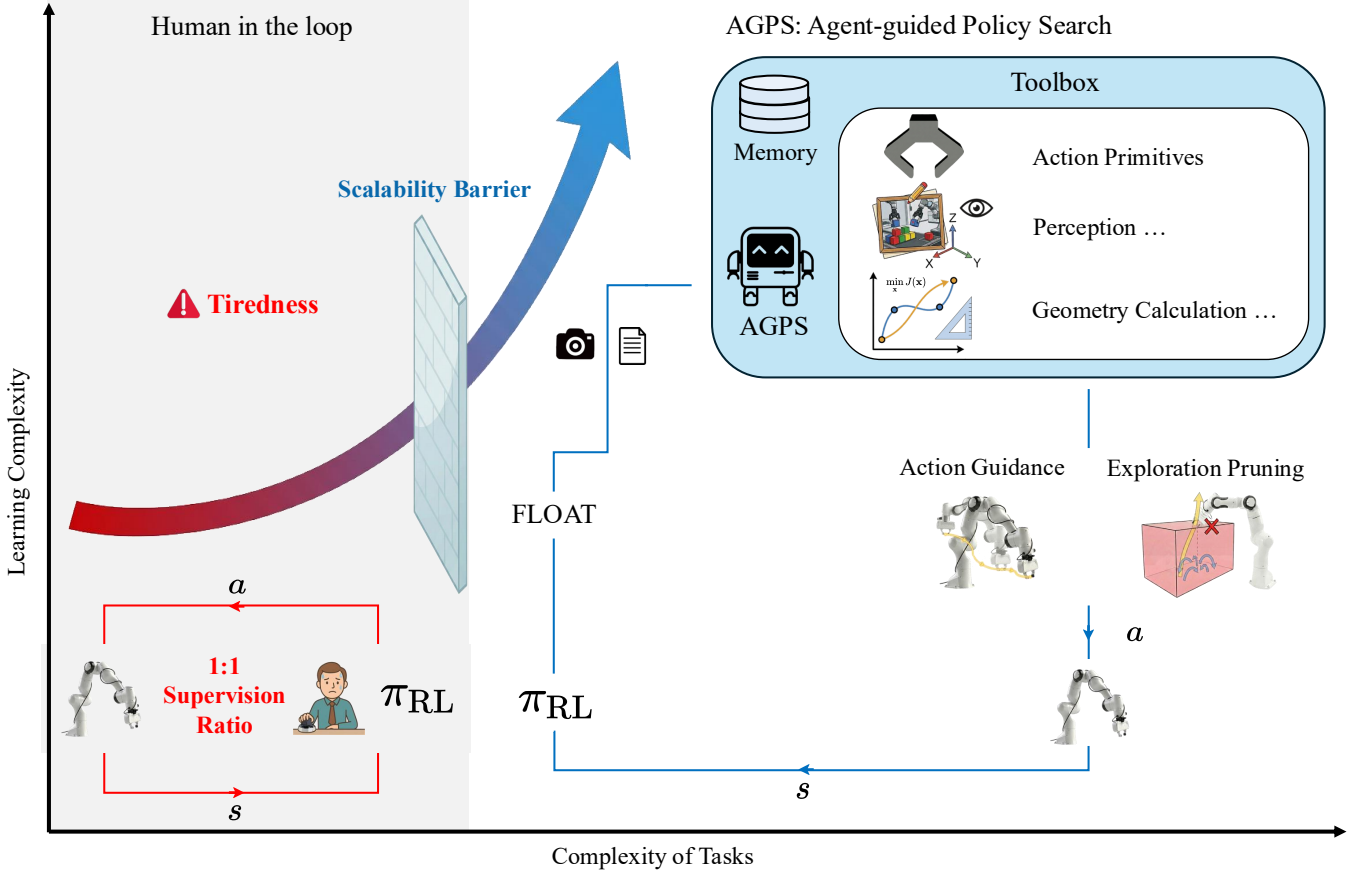 Human in the loop
AGPS: Agent-guided Policy Search
Toolbox
Memory
Action Primitives
Scalability Barrier
Z
X
Y
Perception …
AGPS
min J(x)
x
Geometry Calculation …
Tiredness
Learning Complexity
FLOAT
Action Guidance
Exploration Pruning
a
1:1
Supervision
Ratio
π_RL
s
π_RL
a
s
Complexity of Tasks